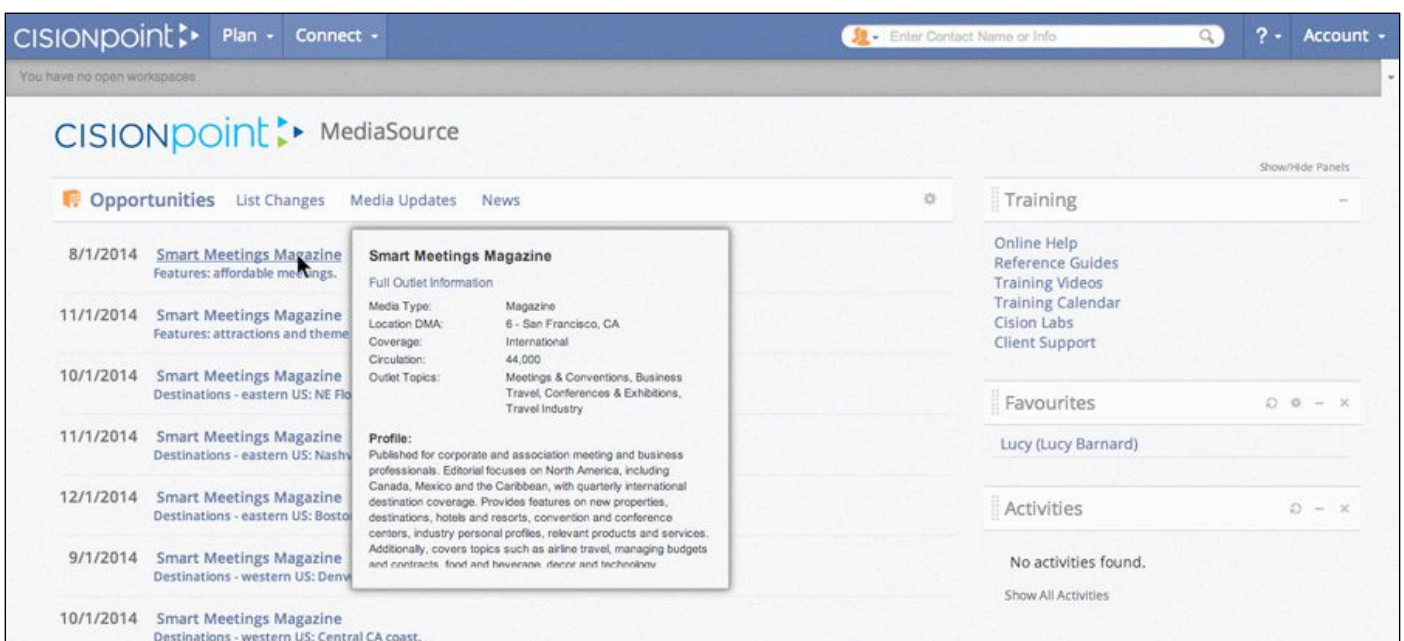 CISIONpoint Plan Connect Enter Contact Name or Info ? Account
You have no open workspaces
CISIONpoint MediaSource
Show/Hide Panels
Opportunities List Changes Media Updates News
8/1/2014 Smart Meetings Magazine
Features: affordable meetings.
11/1/2014 Smart Meetings Magazine
Features: attractions and theme
10/1/2014 Smart Meetings Magazine
Destinations - eastern US: NE Flo
11/1/2014 Smart Meetings Magazine
Destinations - eastern US: Nashv
12/1/2014 Smart Meetings Magazine
Destinations - eastern US: Bosto
9/1/2014 Smart Meetings Magazine
Destinations - western US: Denv
10/1/2014 Smart Meetings Magazine
Destinations - western US: Central CA coast.
Smart Meetings Magazine
Full Outlet Information
Media Type: Magazine
Location DMA: 6 - San Francisco, CA
Coverage: International
Circulation: 44,000
Outlet Topics: Meetings & Conventions, Business
Travel, Conferences & Exhibitions,
Travel Industry
Profile:
Published for corporate and association meeting and business
professionals. Editorial focuses on North America, including
Canada, Mexico and the Caribbean, with quarterly international
destination coverage. Provides features on new properties,
destinations, hotels and resorts, convention and conference
centers, industry personal profiles, relevant products and services.
Additionally, covers topics such as airline travel, managing budgets
and contracts, food and beverage, decor and technology.
Training
Online Help
Reference Guides
Training Videos
Training Calendar
Cision Labs
Client Support
Favourites
Lucy (Lucy Barnard)
Activities
No activities found.
Show All Activities